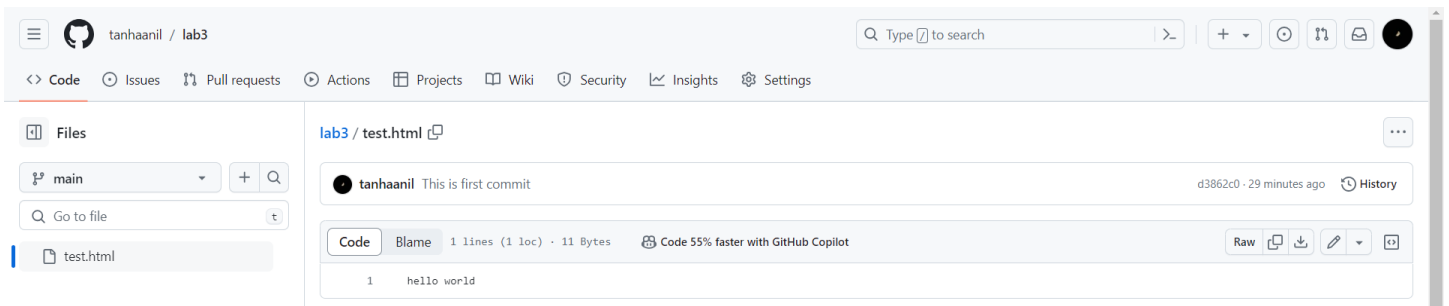 tanhaanil / lab3
Type / to search
Code Issues Pull requests Actions Projects Wiki Security Insights Settings
Files
lab3 / test.html
main
tanhaanil This is first commit
d3862c0 · 29 minutes ago History
Go to file t
Code Blame 1 lines (1 loc) · 11 Bytes Code 55% faster with GitHub Copilot
Raw
test.html
1 hello world